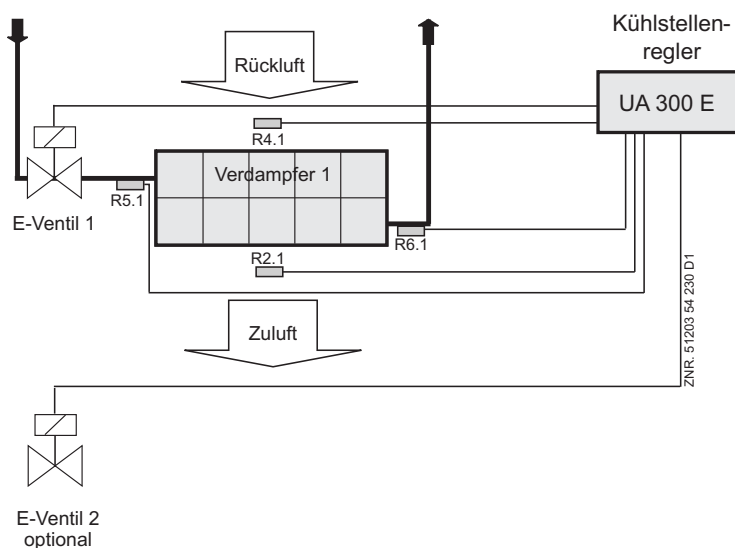 Kühlstellen-
regler
Rückluft
UA 300 E
R4.1
Verdampfer 1
R5.1
E-Ventil 1
R6.1
R2.1
Zuluft
ZNR. 51203 54 230 D1
E-Ventil 2
optional